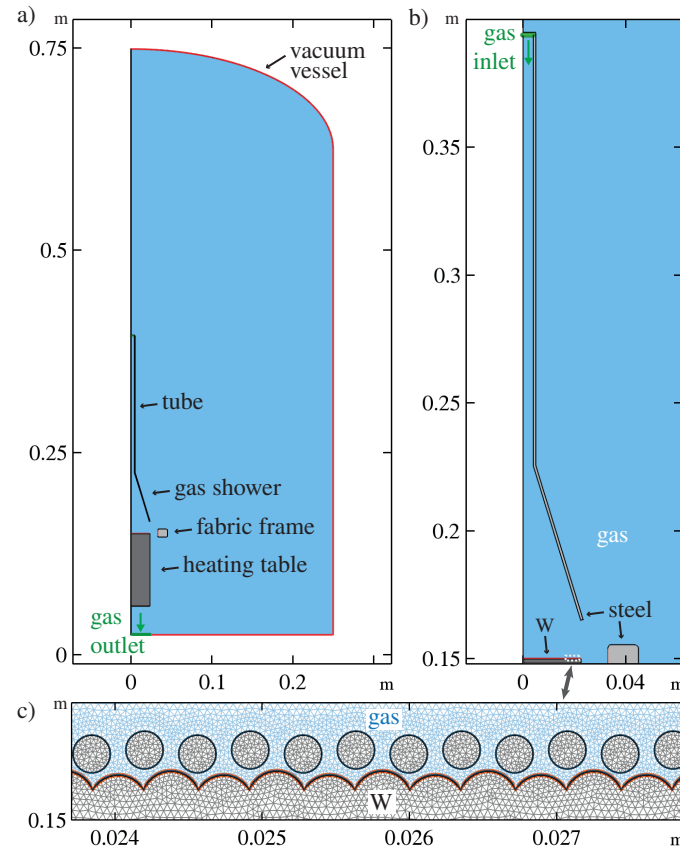 a)
m
0.75
vacuum
vessel
0.5
tube
0.25
gas shower
fabric frame
heating table
gas
outlet
0
0
0.1
0.2
m
b)
m
gas
inlet
0.35
0.3
0.25
0.2
gas
W
steel
0.15
0
0.04
m
c)
m
gas
W
0.15
0.024
0.025
0.026
0.027
m